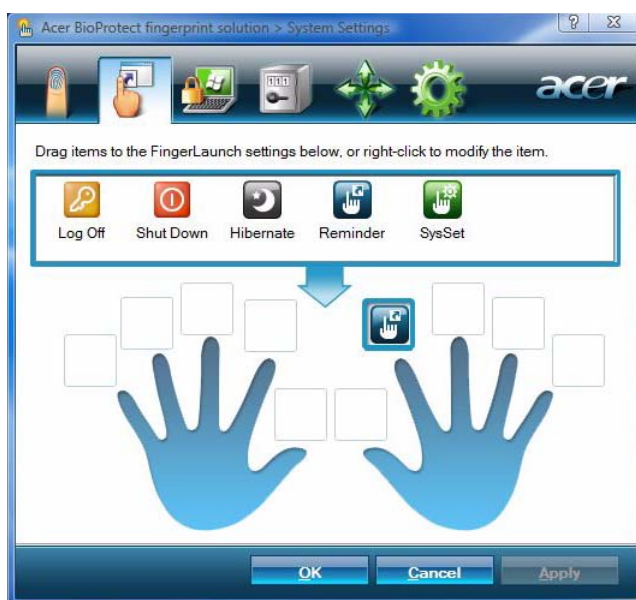 Acer BioProtect fingerprint solution > System Settings
acer
Drag items to the FingerLaunch settings below, or right-click to modify the item.
Log Off Shut Down Hibernate Reminder SysSet
OK Cancel Apply